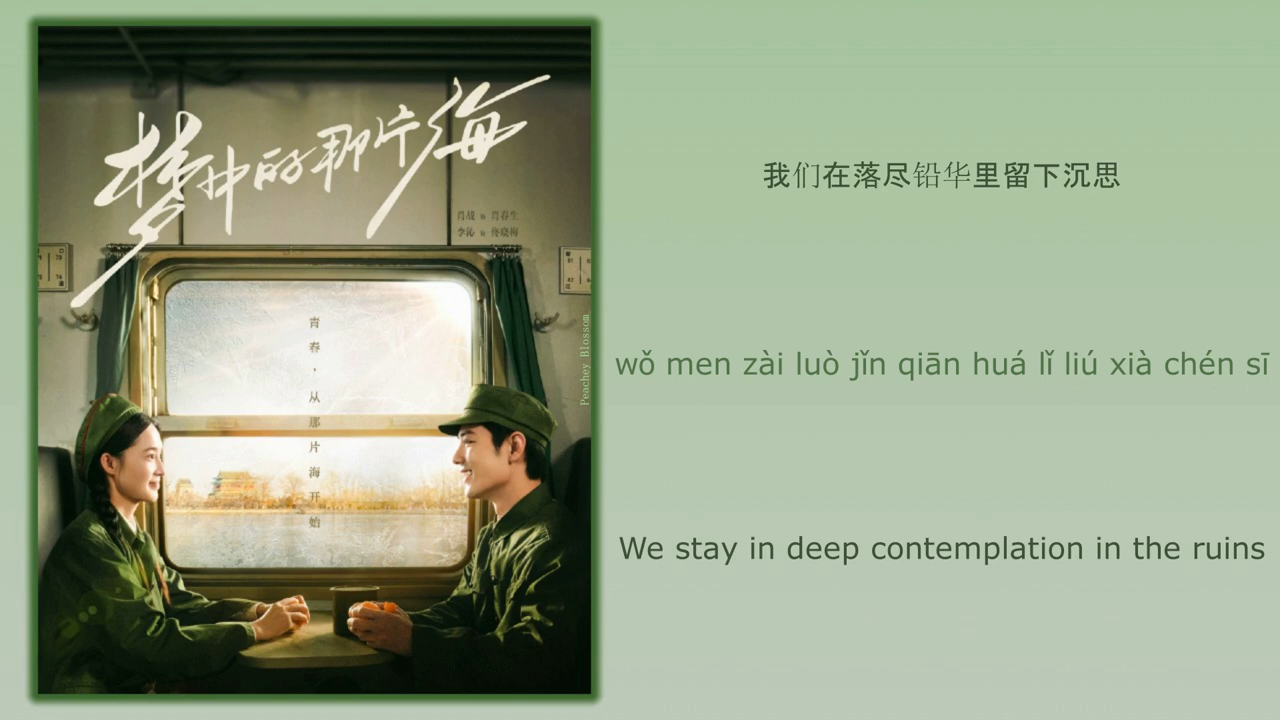 梦中的那片海
肖战 饰 肖春生
李沁 饰 佟晓梅
青春，从那片海开始
Peachey Blossom
我们在落尽铅华里留下沉思
wǒ men zài luò jǐn qiān huá lǐ liú xià chén sī
We stay in deep contemplation in the ruins